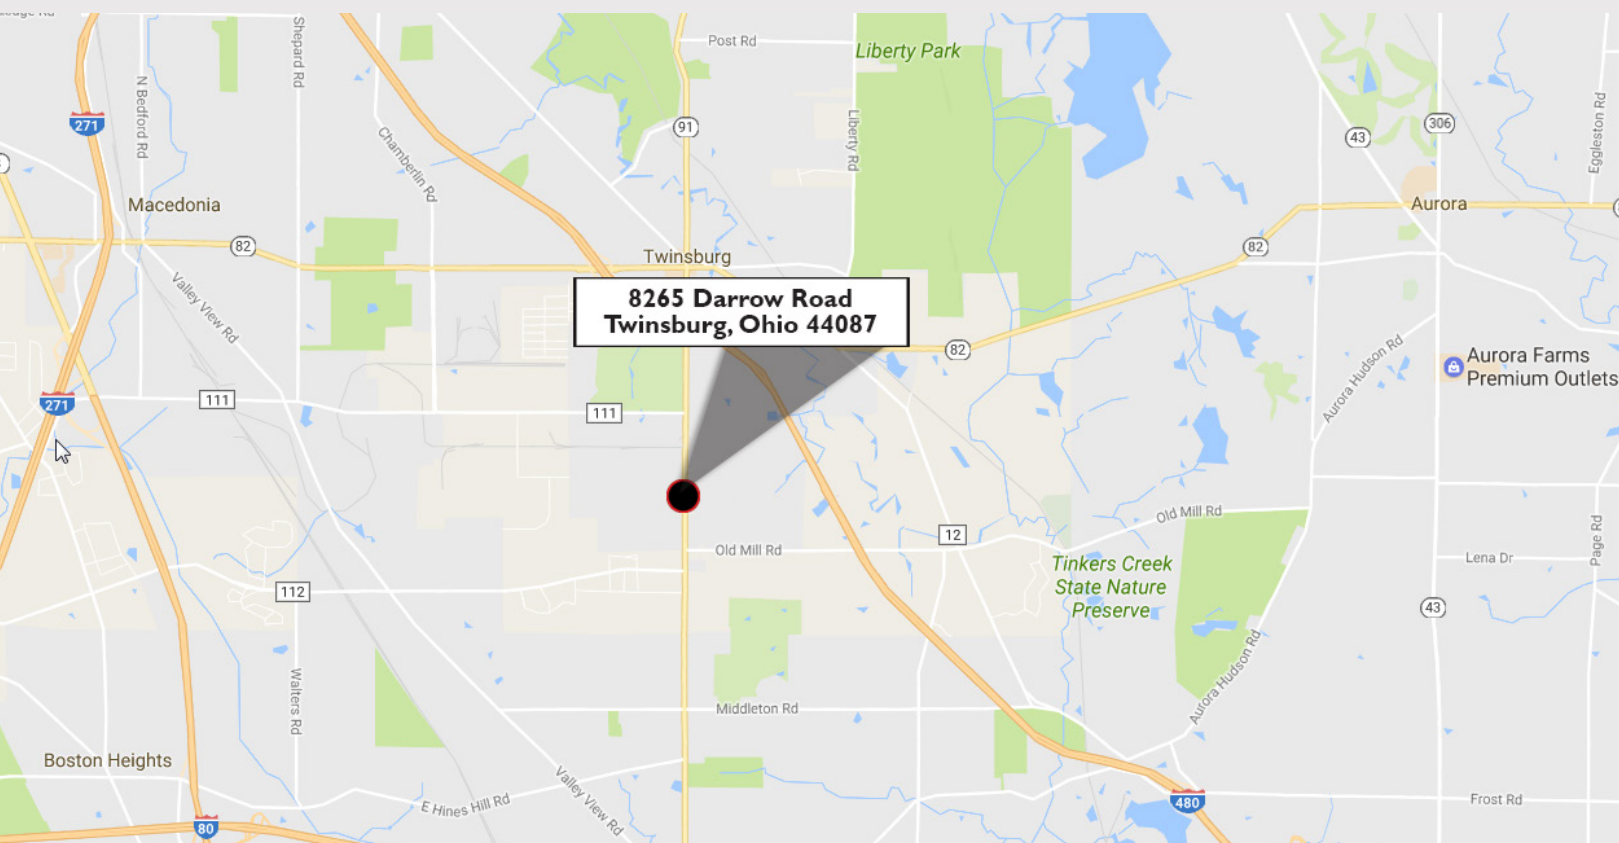 Post Rd
Liberty Park
Shepard Rd
N Bedford Rd
271
91
Liberty Rd
43
306
Eggleston Rd
Chamberlin Rd
Macedonia
Aurora
82
Twinsburg
82
Valley View Rd
8265 Darrow Road
Twinsburg, Ohio 44087
82
Aurora Hudson Rd
Aurora Farms
Premium Outlets
271
111
111
Old Mill Rd
12
Old Mill Rd
Lena Dr
Page Rd
Tinkers Creek
State Nature
Preserve
112
43
Walters Rd
Aurora Hudson Rd
Middleton Rd
Boston Heights
Valley View Rd
E Hines Hill Rd
480
Frost Rd
80